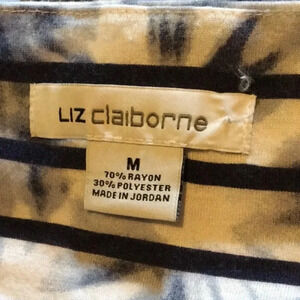 LIZ claiborne
M
70% RAYON
30% POLYESTER
MADE IN JORDAN